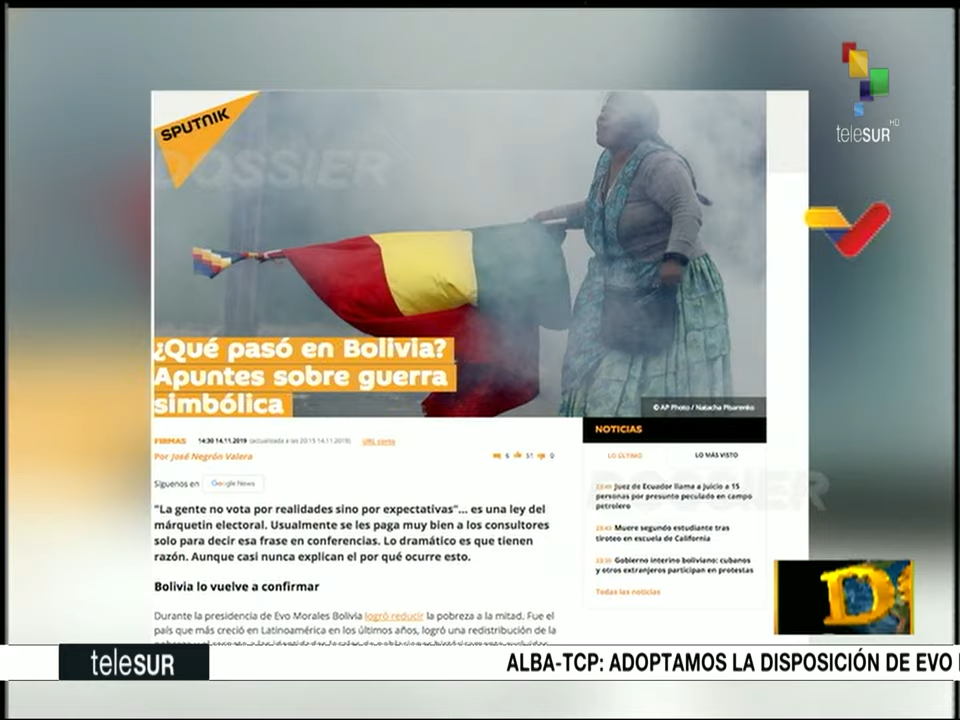 SPUTNIK
DOSSIER
teleSUR HD
¿Qué pasó en Bolivia?
Apuntes sobre guerra
simbólica
© AP Photo / Natacha Pisarenko
FIRMAS 14:30 14.11.2019 (actualizada a las 20:15 14.11.2019) URL corto
Por José Negrón Valera
6 51 0
Síguenos en Google News
"La gente no vota por realidades sino por expectativas"... es una ley del
márquetin electoral. Usualmente se les paga muy bien a los consultores
solo para decir esa frase en conferencias. Lo dramático es que tienen
razón. Aunque casi nunca explican el por qué ocurre esto.
Bolivia lo vuelve a confirmar
Durante la presidencia de Evo Morales Bolivia logró reducir la pobreza a la mitad. Fue el
país que más creció en Latinoamérica en los últimos años, logró una redistribución de la
NOTICIAS
LO ÚLTIMO LO MÁS VISTO
Juez de Ecuador llama a juicio a 15
personas por presunto peculado en campo
petrolero
Muere segundo estudiante tras
tiroteo en escuela de California
Gobierno interino boliviano: cubanos
y otros extranjeros participan en protestas
Todas las noticias
DOSSIER
D
teleSUR
ALBA-TCP: ADOPTAMOS LA DISPOSICIÓN DE EVO